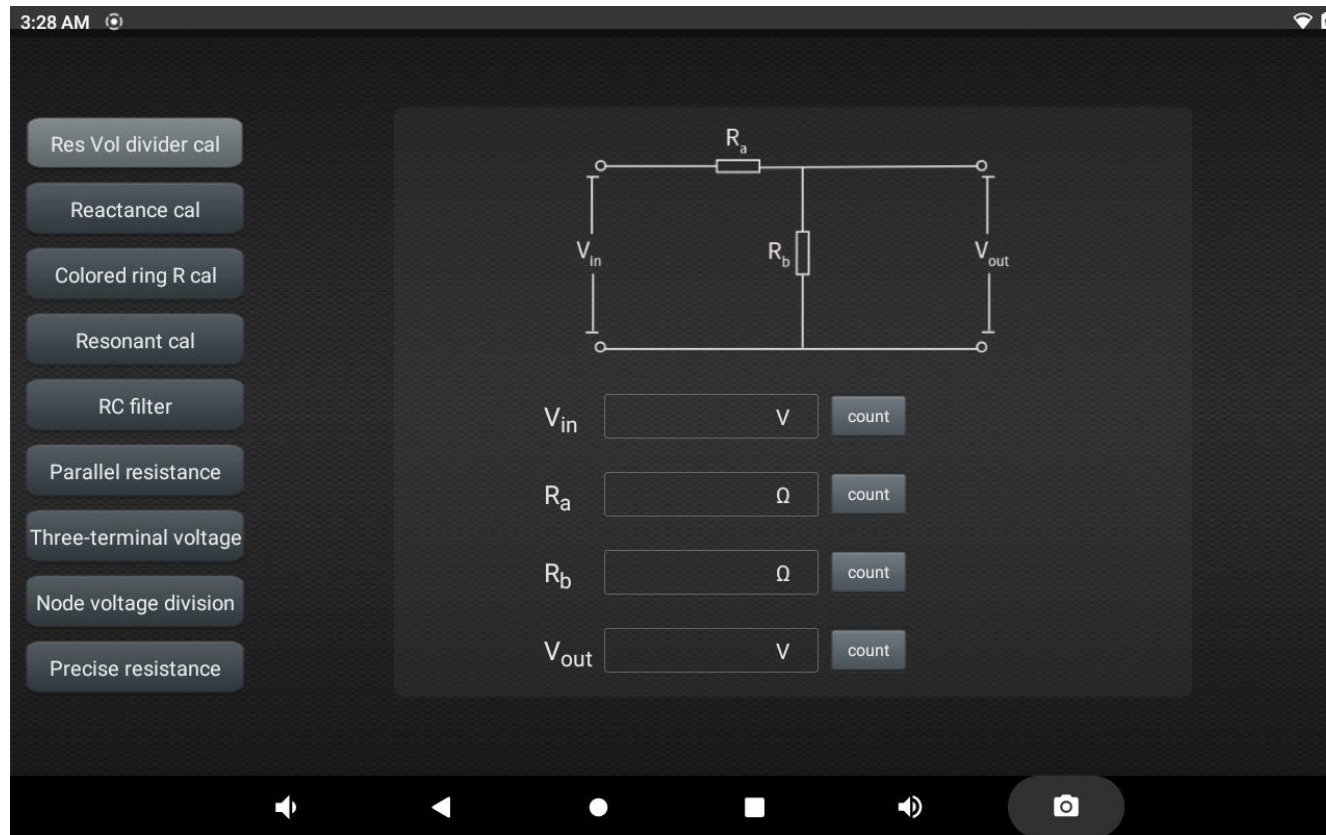 3:28 AM
Res Vol divider cal
Reactance cal
Colored ring R cal
Resonant cal
RC filter
Parallel resistance
Three-terminal voltage
Node voltage division
Precise resistance
Ra
Vin
Rb
Vout
Vin V count
Ra Ω count
Rb Ω count
Vout V count